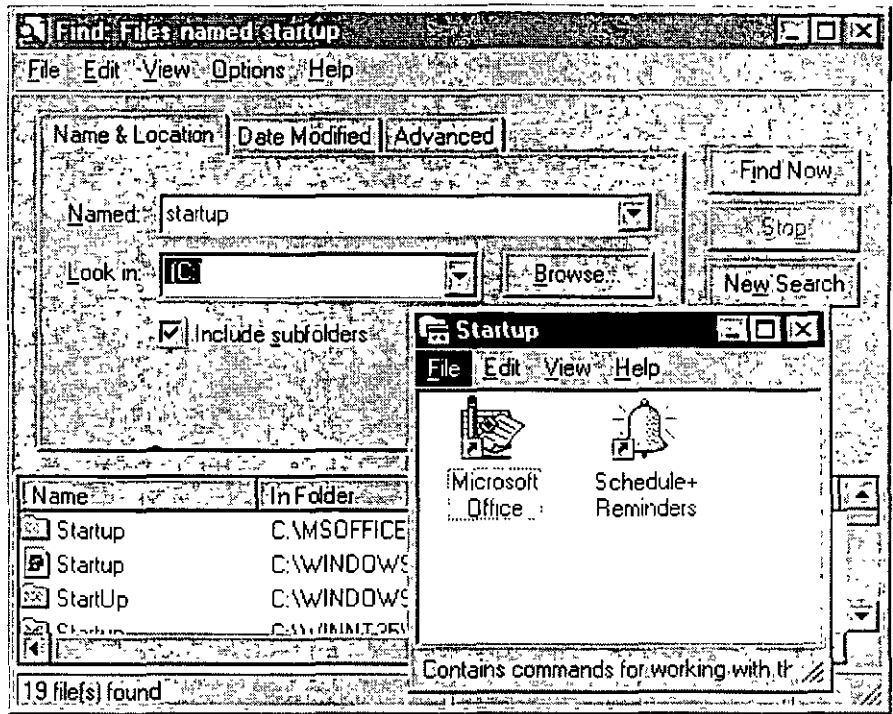 Find: Files named startup
File Edit View Options Help
Name & Location Date Modified Advanced
Named: startup
Look in: (C:)
Include subfolders
Browse
Find Now
Stop
New Search
Startup
File Edit View Help
Microsoft Office
Schedule+ Reminders
Contains commands for working with th
Name In Folder
Startup C:\MSOFFICE
Startup C:\WINDOWS
StartUp C:\WINDOWS
19 file(s) found